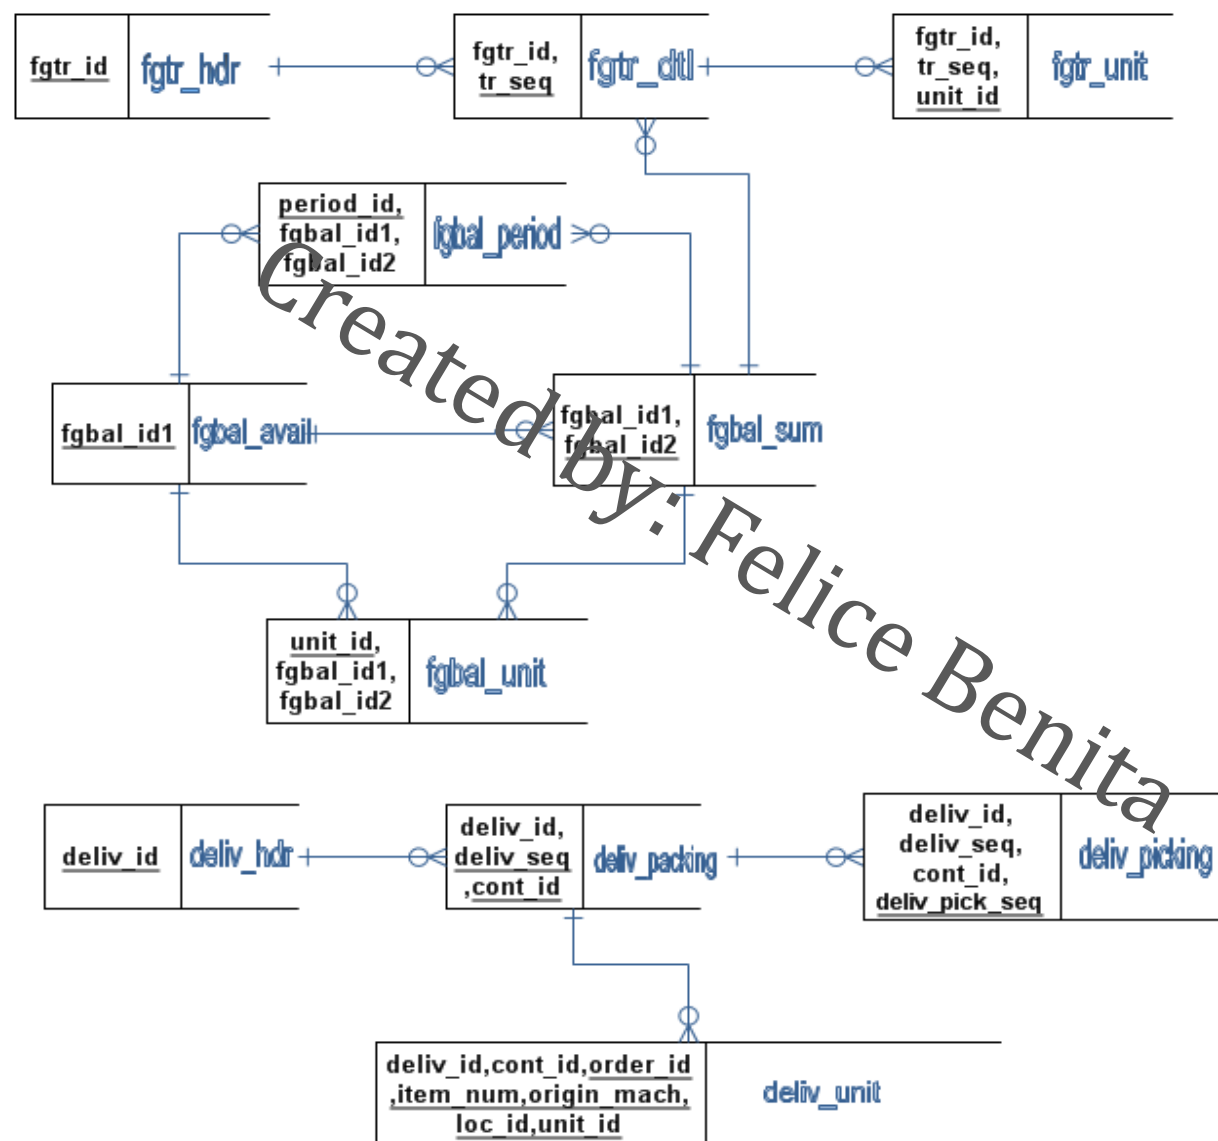 fgtr_id
fgtr_hdr
fgtr_id,
tr_seq
fgtr_dtl
fgtr_id,
tr_seq,
unit_id
fgtr_unit
period_id,
fgbal_id1,
fgbal_id2
fgbal_period
fgbal_id1
fgbal_avail
fgbal_id1,
fgbal_id2
fgbal_sum
unit_id,
fgbal_id1,
fgbal_id2
fgbal_unit
Created by: Felice Benita
deliv_id
deliv_hdr
deliv_id,
deliv_seq
,cont_id
deliv_packing
deliv_id,
deliv_seq,
cont_id,
deliv_pick_seq
deliv_picking
deliv_id,cont_id,order_id
,item_num,origin_mach,
loc_id,unit_id
deliv_unit